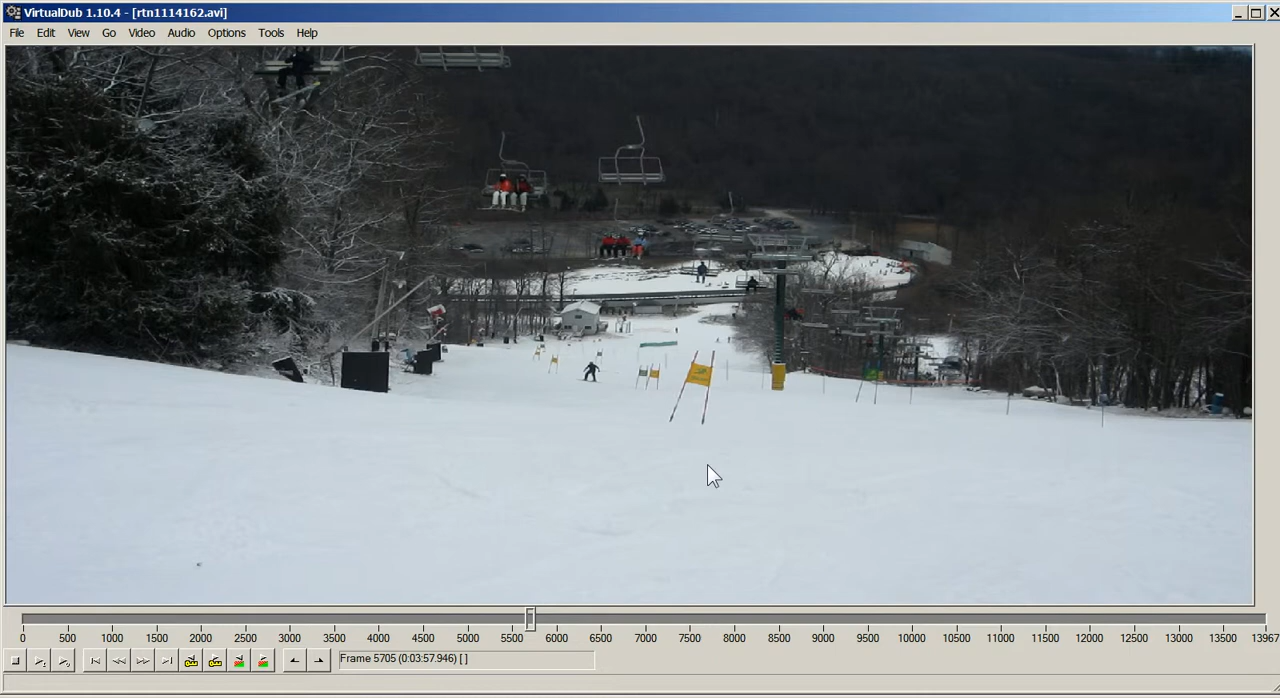 VirtualDub 1.10.4 - [rtn1114162.avi]
File Edit View Go Video Audio Options Tools Help
0 500 1000 1500 2000 2500 3000 3500 4000 4500 5000 5500 6000 6500 7000 7500 8000 8500 9000 9500 10000 10500 11000 11500 12000 12500 13000 13500 13967
Frame 5705 (0:03:57.946) [ ]